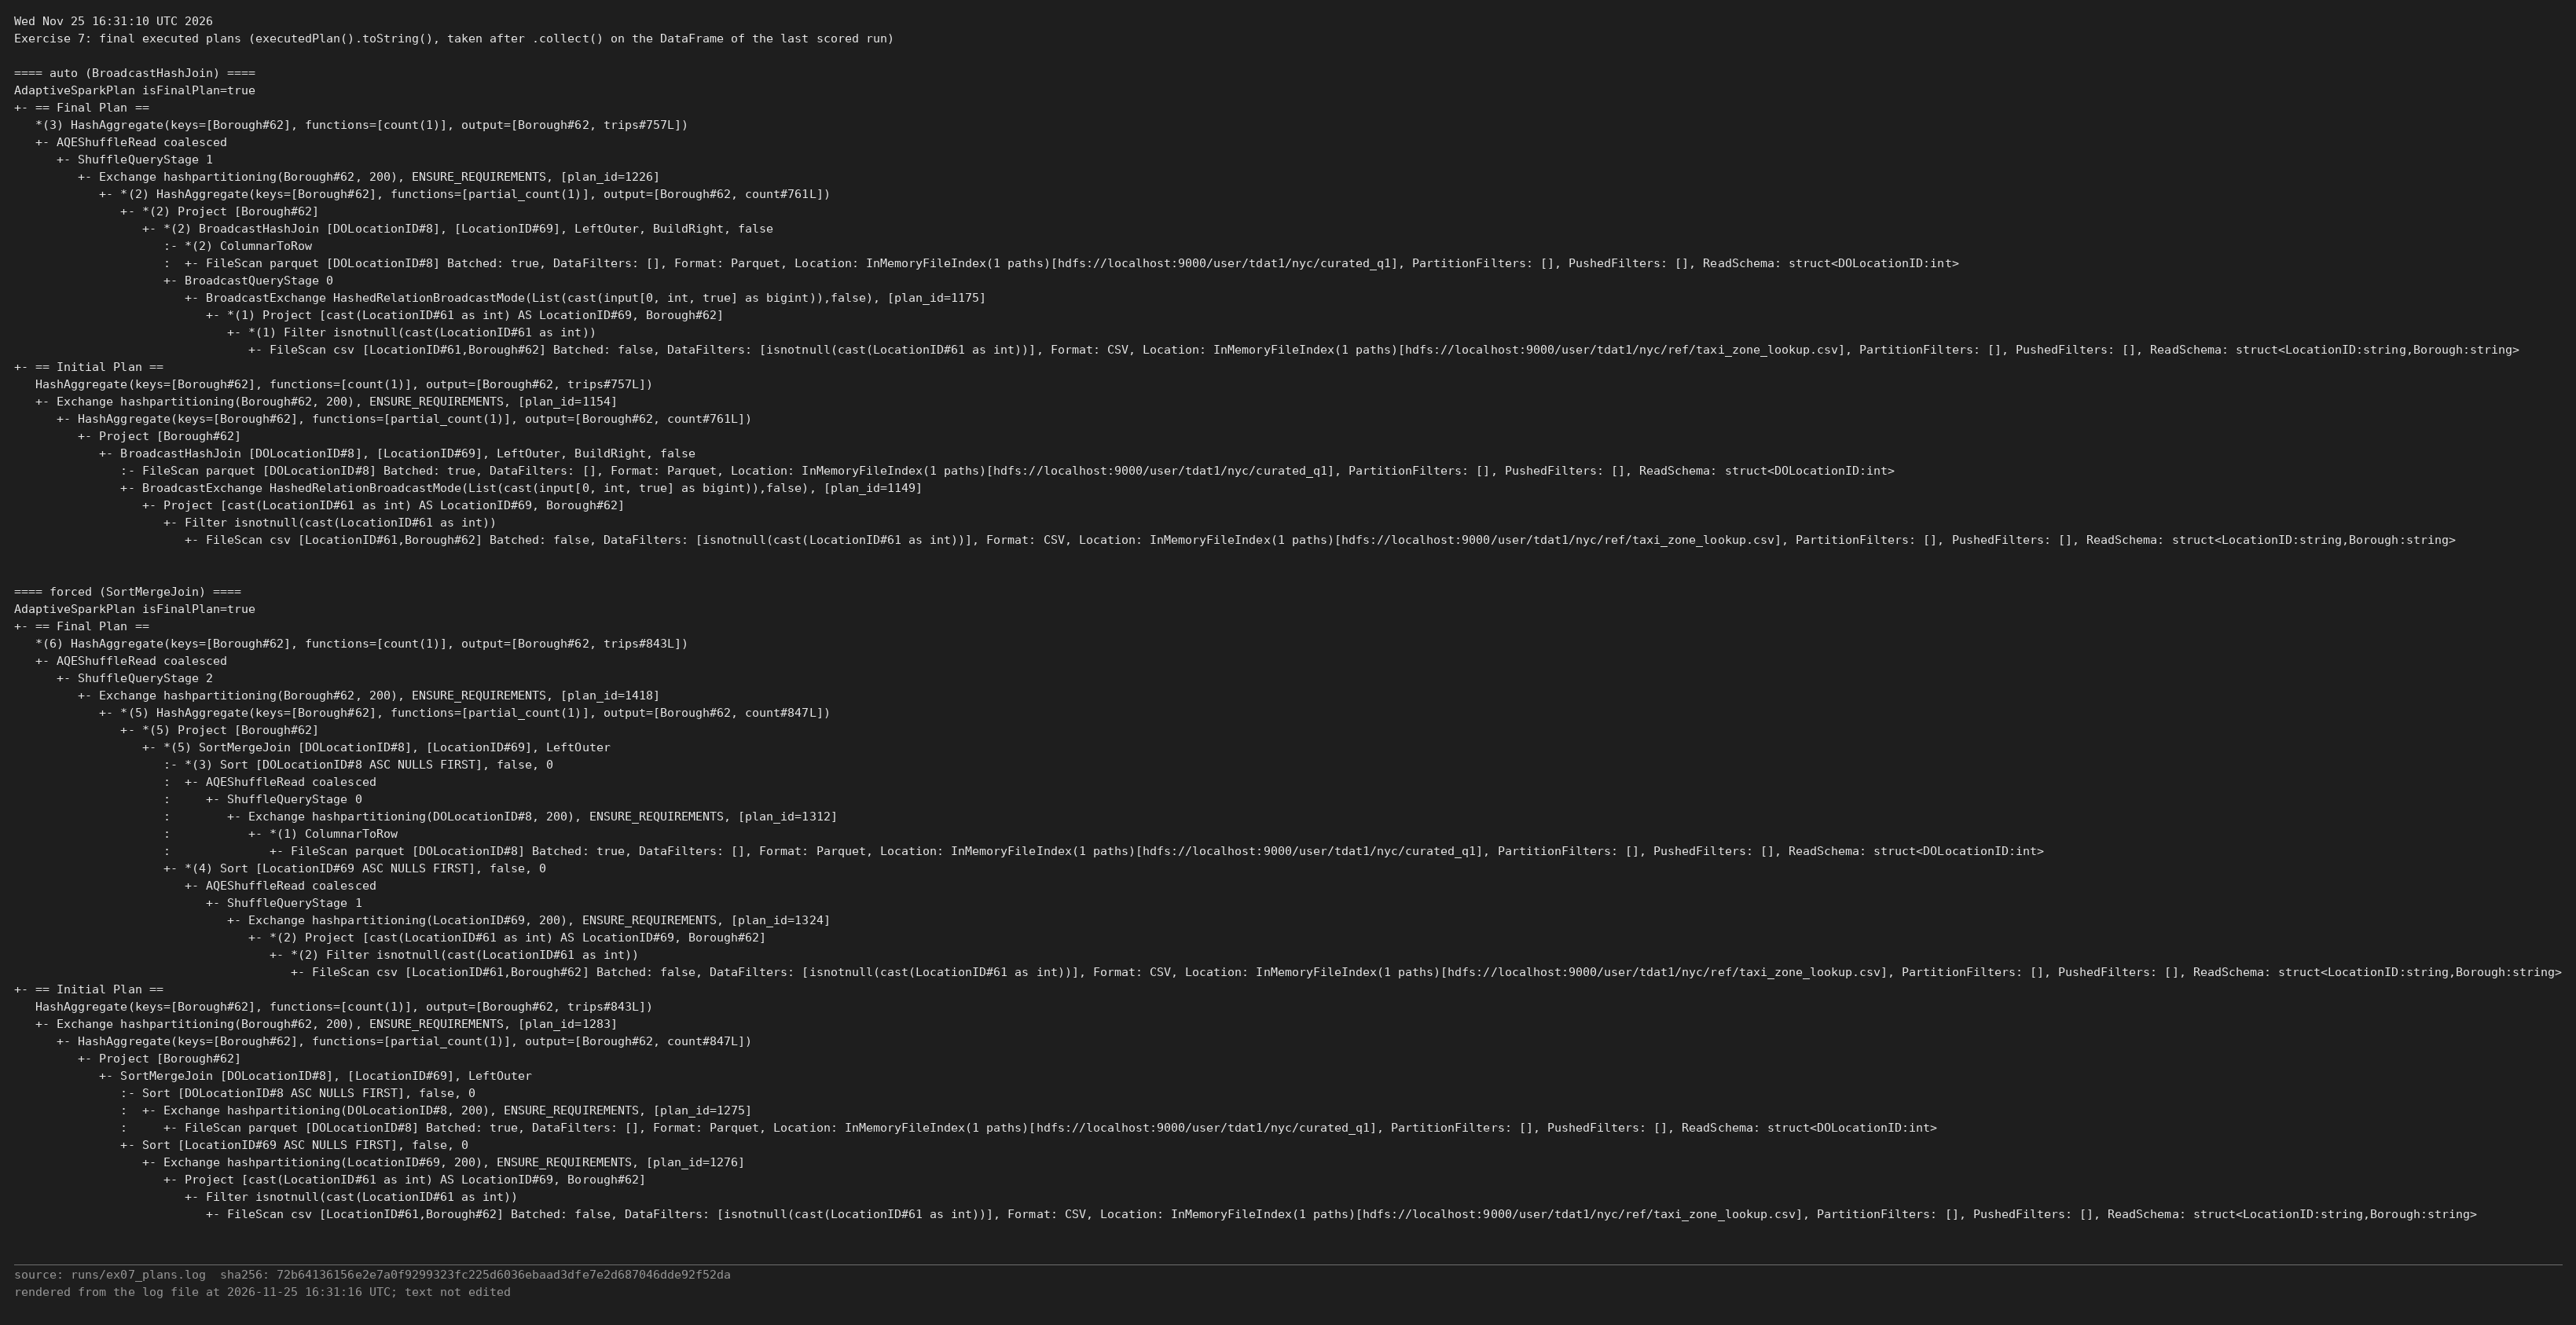 Wed Nov 25 16:31:10 UTC 2026
Exercise 7: final executed plans (executedPlan().toString(), taken after .collect() on the DataFrame of the last scored run)

==== auto (BroadcastHashJoin) ====
AdaptiveSparkPlan isFinalPlan=true
+- == Final Plan ==
   *(3) HashAggregate(keys=[Borough#62], functions=[count(1)], output=[Borough#62, trips#757L])
   +- AQEShuffleRead coalesced
      +- ShuffleQueryStage 1
         +- Exchange hashpartitioning(Borough#62, 200), ENSURE_REQUIREMENTS, [plan_id=1226]
            +- *(2) HashAggregate(keys=[Borough#62], functions=[partial_count(1)], output=[Borough#62, count#761L])
               +- *(2) Project [Borough#62]
                  +- *(2) BroadcastHashJoin [DOLocationID#8], [LocationID#69], LeftOuter, BuildRight, false
                     :- *(2) ColumnarToRow
                     :  +- FileScan parquet [DOLocationID#8] Batched: true, DataFilters: [], Format: Parquet, Location: InMemoryFileIndex(1 paths)[hdfs://localhost:9000/user/tdat1/nyc/curated_q1], PartitionFilters: [], PushedFilters: [], ReadSchema: struct<DOLocationID:int>
                     +- BroadcastQueryStage 0
                        +- BroadcastExchange HashedRelationBroadcastMode(List(cast(input[0, int, true] as bigint)),false), [plan_id=1175]
                           +- *(1) Project [cast(LocationID#61 as int) AS LocationID#69, Borough#62]
                              +- *(1) Filter isnotnull(cast(LocationID#61 as int))
                                 +- FileScan csv [LocationID#61,Borough#62] Batched: false, DataFilters: [isnotnull(cast(LocationID#61 as int))], Format: CSV, Location: InMemoryFileIndex(1 paths)[hdfs://localhost:9000/user/tdat1/nyc/ref/taxi_zone_lookup.csv], PartitionFilters: [], PushedFilters: [], ReadSchema: struct<LocationID:string,Borough:string>
+- == Initial Plan ==
   HashAggregate(keys=[Borough#62], functions=[count(1)], output=[Borough#62, trips#757L])
   +- Exchange hashpartitioning(Borough#62, 200), ENSURE_REQUIREMENTS, [plan_id=1154]
      +- HashAggregate(keys=[Borough#62], functions=[partial_count(1)], output=[Borough#62, count#761L])
         +- Project [Borough#62]
            +- BroadcastHashJoin [DOLocationID#8], [LocationID#69], LeftOuter, BuildRight, false
               :- FileScan parquet [DOLocationID#8] Batched: true, DataFilters: [], Format: Parquet, Location: InMemoryFileIndex(1 paths)[hdfs://localhost:9000/user/tdat1/nyc/curated_q1], PartitionFilters: [], PushedFilters: [], ReadSchema: struct<DOLocationID:int>
               +- BroadcastExchange HashedRelationBroadcastMode(List(cast(input[0, int, true] as bigint)),false), [plan_id=1149]
                  +- Project [cast(LocationID#61 as int) AS LocationID#69, Borough#62]
                     +- Filter isnotnull(cast(LocationID#61 as int))
                        +- FileScan csv [LocationID#61,Borough#62] Batched: false, DataFilters: [isnotnull(cast(LocationID#61 as int))], Format: CSV, Location: InMemoryFileIndex(1 paths)[hdfs://localhost:9000/user/tdat1/nyc/ref/taxi_zone_lookup.csv], PartitionFilters: [], PushedFilters: [], ReadSchema: struct<LocationID:string,Borough:string>

==== forced (SortMergeJoin) ====
AdaptiveSparkPlan isFinalPlan=true
+- == Final Plan ==
   *(6) HashAggregate(keys=[Borough#62], functions=[count(1)], output=[Borough#62, trips#843L])
   +- AQEShuffleRead coalesced
      +- ShuffleQueryStage 2
         +- Exchange hashpartitioning(Borough#62, 200), ENSURE_REQUIREMENTS, [plan_id=1418]
            +- *(5) HashAggregate(keys=[Borough#62], functions=[partial_count(1)], output=[Borough#62, count#847L])
               +- *(5) Project [Borough#62]
                  +- *(5) SortMergeJoin [DOLocationID#8], [LocationID#69], LeftOuter
                     :- *(3) Sort [DOLocationID#8 ASC NULLS FIRST], false, 0
                     :  +- AQEShuffleRead coalesced
                     :     +- ShuffleQueryStage 0
                     :        +- Exchange hashpartitioning(DOLocationID#8, 200), ENSURE_REQUIREMENTS, [plan_id=1312]
                     :           +- *(1) ColumnarToRow
                     :              +- FileScan parquet [DOLocationID#8] Batched: true, DataFilters: [], Format: Parquet, Location: InMemoryFileIndex(1 paths)[hdfs://localhost:9000/user/tdat1/nyc/curated_q1], PartitionFilters: [], PushedFilters: [], ReadSchema: struct<DOLocationID:int>
                     +- *(4) Sort [LocationID#69 ASC NULLS FIRST], false, 0
                        +- AQEShuffleRead coalesced
                           +- ShuffleQueryStage 1
                              +- Exchange hashpartitioning(LocationID#69, 200), ENSURE_REQUIREMENTS, [plan_id=1324]
                                 +- *(2) Project [cast(LocationID#61 as int) AS LocationID#69, Borough#62]
                                    +- *(2) Filter isnotnull(cast(LocationID#61 as int))
                                       +- FileScan csv [LocationID#61,Borough#62] Batched: false, DataFilters: [isnotnull(cast(LocationID#61 as int))], Format: CSV, Location: InMemoryFileIndex(1 paths)[hdfs://localhost:9000/user/tdat1/nyc/ref/taxi_zone_lookup.csv], PartitionFilters: [], PushedFilters: [], ReadSchema: struct<LocationID:string,Borough:string>
+- == Initial Plan ==
   HashAggregate(keys=[Borough#62], functions=[count(1)], output=[Borough#62, trips#843L])
   +- Exchange hashpartitioning(Borough#62, 200), ENSURE_REQUIREMENTS, [plan_id=1283]
      +- HashAggregate(keys=[Borough#62], functions=[partial_count(1)], output=[Borough#62, count#847L])
         +- Project [Borough#62]
            +- SortMergeJoin [DOLocationID#8], [LocationID#69], LeftOuter
               :- Sort [DOLocationID#8 ASC NULLS FIRST], false, 0
               :  +- Exchange hashpartitioning(DOLocationID#8, 200), ENSURE_REQUIREMENTS, [plan_id=1275]
               :     +- FileScan parquet [DOLocationID#8] Batched: true, DataFilters: [], Format: Parquet, Location: InMemoryFileIndex(1 paths)[hdfs://localhost:9000/user/tdat1/nyc/curated_q1], PartitionFilters: [], PushedFilters: [], ReadSchema: struct<DOLocationID:int>
               +- Sort [LocationID#69 ASC NULLS FIRST], false, 0
                  +- Exchange hashpartitioning(LocationID#69, 200), ENSURE_REQUIREMENTS, [plan_id=1276]
                     +- Project [cast(LocationID#61 as int) AS LocationID#69, Borough#62]
                        +- Filter isnotnull(cast(LocationID#61 as int))
                           +- FileScan csv [LocationID#61,Borough#62] Batched: false, DataFilters: [isnotnull(cast(LocationID#61 as int))], Format: CSV, Location: InMemoryFileIndex(1 paths)[hdfs://localhost:9000/user/tdat1/nyc/ref/taxi_zone_lookup.csv], PartitionFilters: [], PushedFilters: [], ReadSchema: struct<LocationID:string,Borough:string>

source: runs/ex07_plans.log  sha256: 72b64136156e2e7a0f9299323fc225d6036ebaad3dfe7e2d687046dde92f52da
rendered from the log file at 2026-11-25 16:31:16 UTC; text not edited